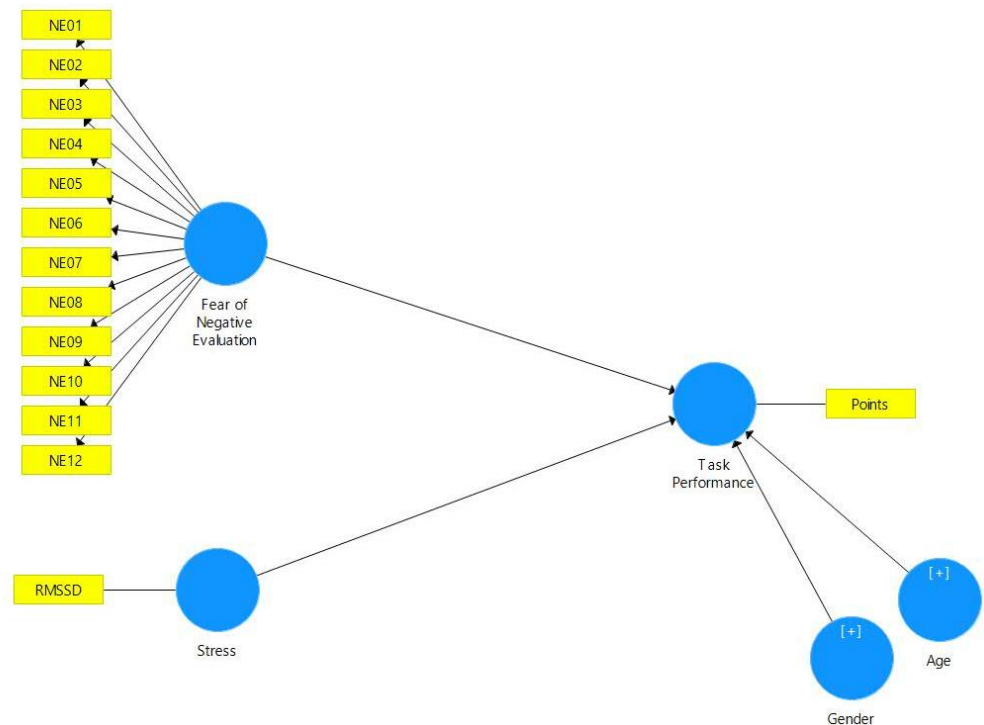 NE01
NE02
NE03
NE04
NE05
NE06
NE07
NE08
NE09
NE10
NE11
NE12
Fear of
Negative
Evaluation
Points
Task
Performance
RMSSD
Stress
[+]
Age
[+]
Gender